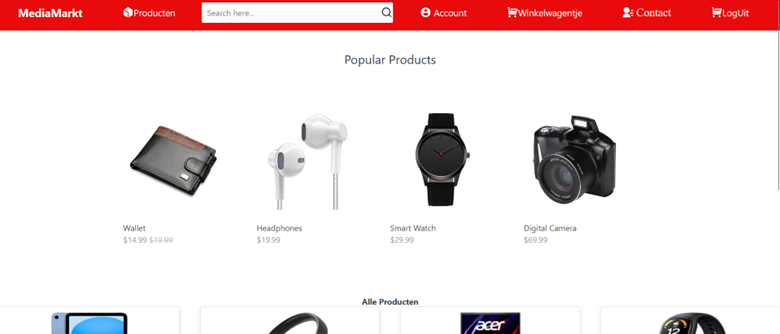 MediaMarkt Producten Search here... Account Winkelwagentje Contact LogUit
Popular Products
Wallet Headphones Smart Watch Digital Camera
$14.99 $19.99 $19.99 $29.99 $69.99
Alle Producten
acer